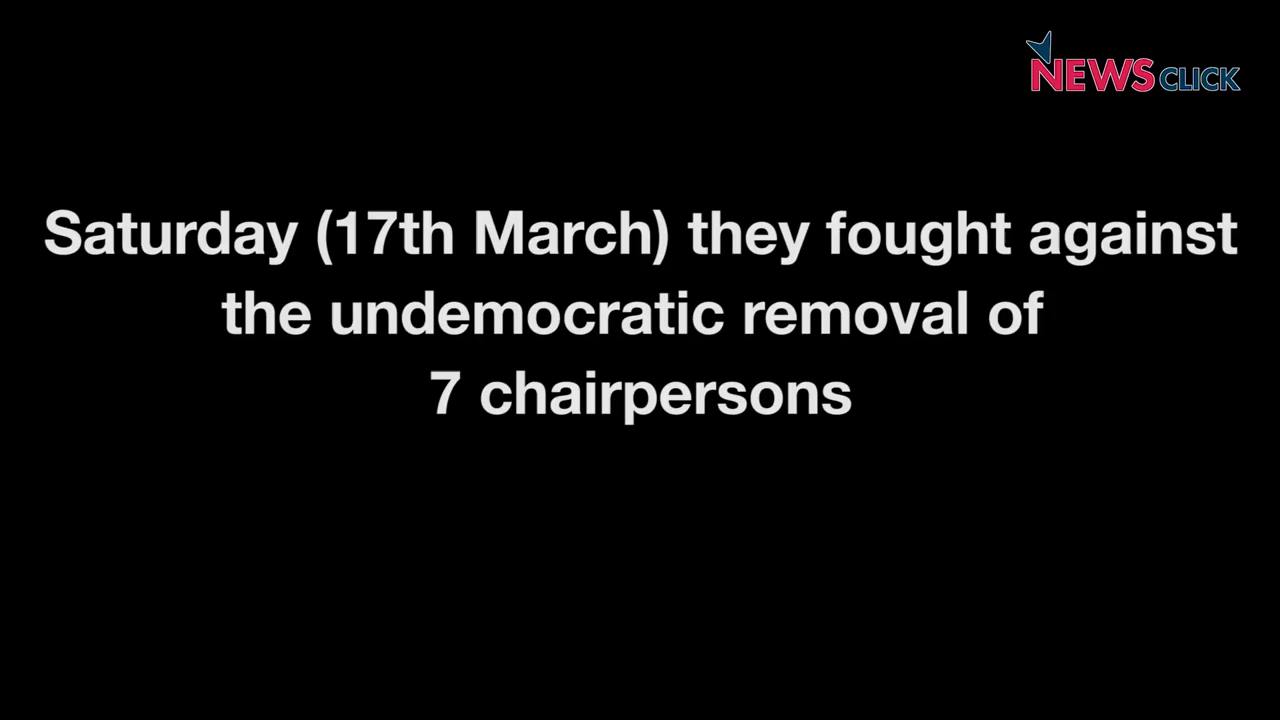 NEWSCLICK
Saturday (17th March) they fought against
the undemocratic removal of
7 chairpersons